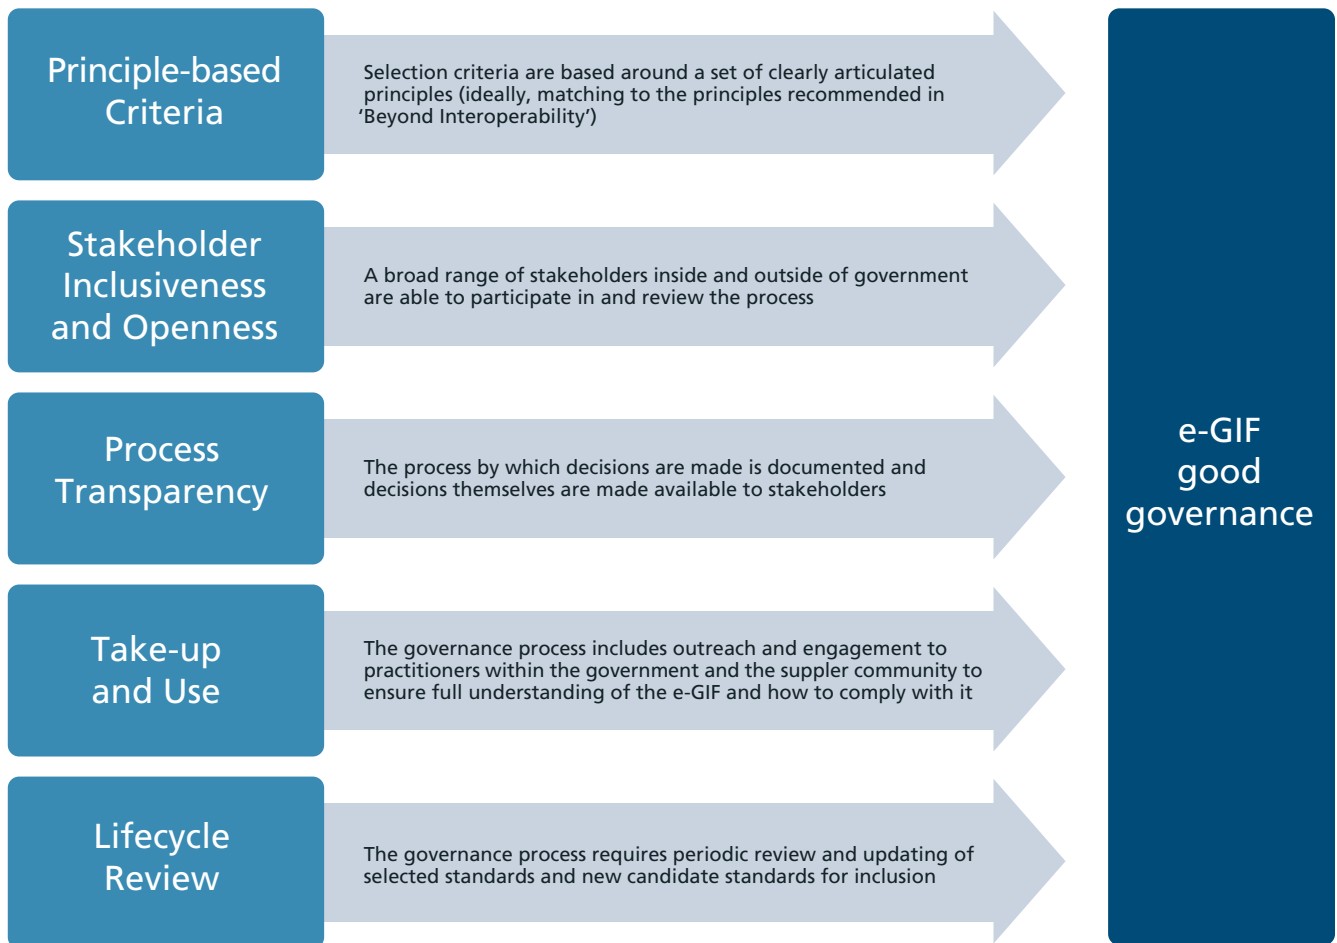 Principle-based
Criteria
Selection criteria are based around a set of clearly articulated
principles (ideally, matching to the principles recommended in
‘Beyond Interoperability’)
Stakeholder
Inclusiveness
and Openness
A broad range of stakeholders inside and outside of government
are able to participate in and review the process
Process
Transparency
The process by which decisions are made is documented and
decisions themselves are made available to stakeholders
Take-up
and Use
The governance process includes outreach and engagement to
practitioners within the government and the suppler community to
ensure full understanding of the e-GIF and how to comply with it
Lifecycle
Review
The governance process requires periodic review and updating of
selected standards and new candidate standards for inclusion
e-GIF
good
governance